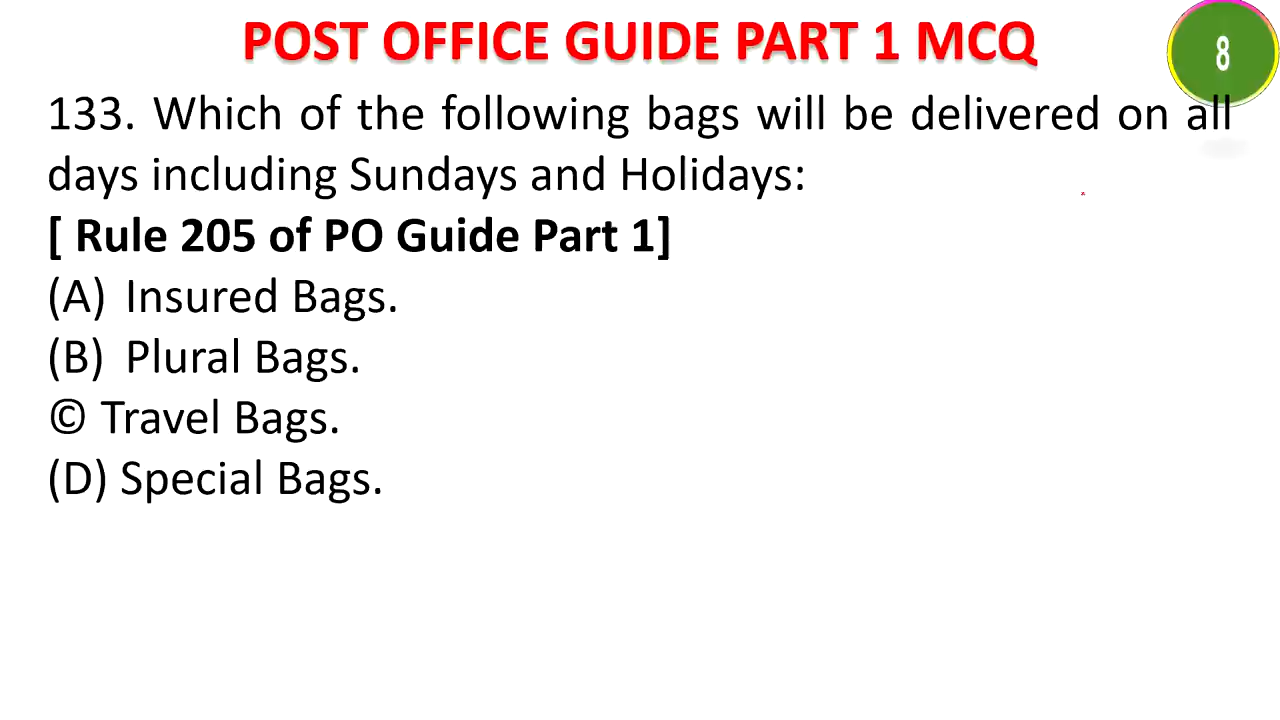 POST OFFICE GUIDE PART 1 MCQ
8
133. Which of the following bags will be delivered on all
days including Sundays and Holidays:
[ Rule 205 of PO Guide Part 1]
(A) Insured Bags.
(B) Plural Bags.
© Travel Bags.
(D) Special Bags.